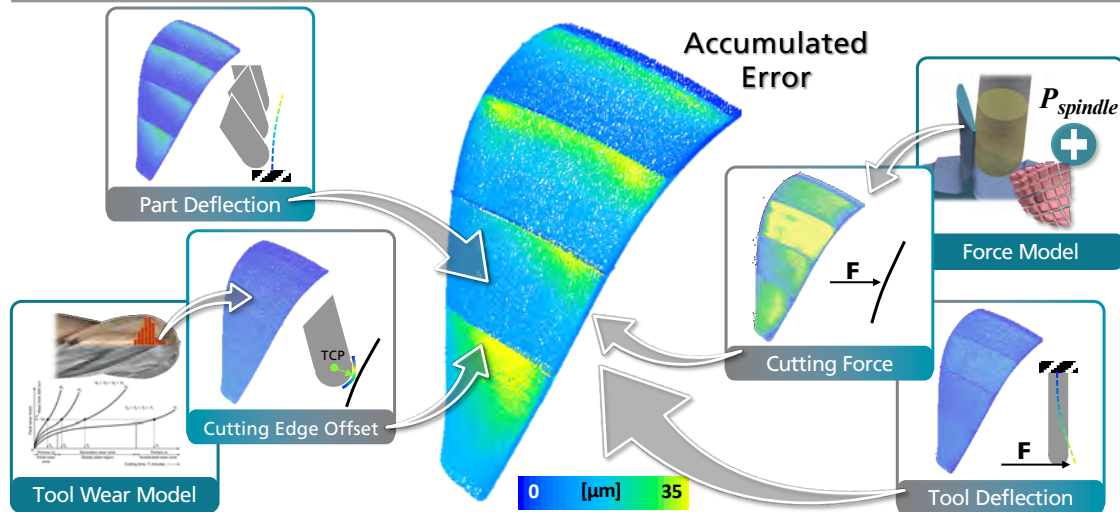 Accumulated
Error
P spindle
Part Deflection
Force Model
F
TCP
Cutting Edge Offset
Cutting Force
Tool Wear Model
0 [µm] 35
F
Tool Deflection